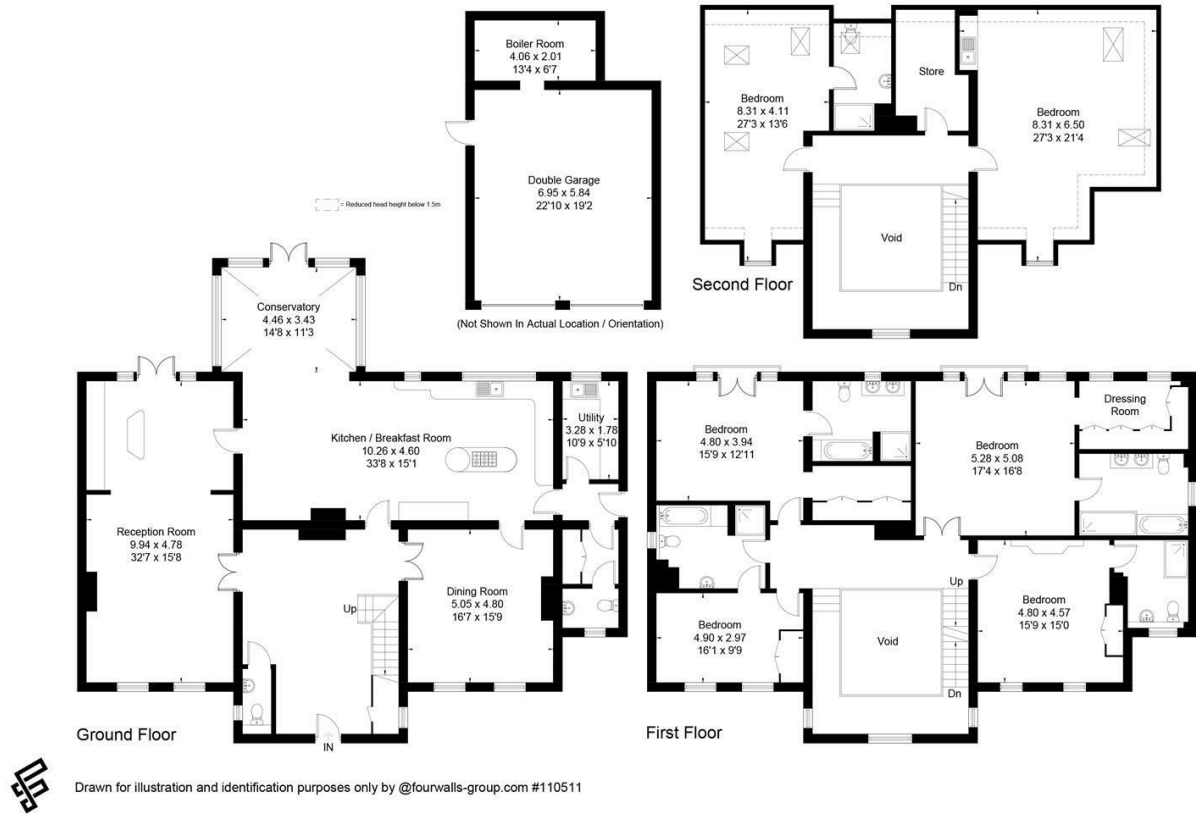 Boiler Room
4.06 x 2.01
13'4 x 6'7
Double Garage
6.95 x 5.84
22'10 x 19'2
= Reduced head height below 1.5m
(Not Shown In Actual Location / Orientation)
Bedroom
8.31 x 4.11
27'3 x 13'6
Store
Bedroom
8.31 x 6.50
27'3 x 21'4
Void
Dn
Second Floor
Conservatory
4.46 x 3.43
14'8 x 11'3
Kitchen / Breakfast Room
10.26 x 4.60
33'8 x 15'1
Utility
3.28 x 1.78
10'9 x 5'10
Reception Room
9.94 x 4.78
32'7 x 15'8
Up
Dining Room
5.05 x 4.80
16'7 x 15'9
IN
Ground Floor
Bedroom
4.80 x 3.94
15'9 x 12'11
Bedroom
5.28 x 5.08
17'4 x 16'8
Dressing
Room
Bedroom
4.90 x 2.97
16'1 x 9'9
Void
Up
Dn
Bedroom
4.80 x 4.57
15'9 x 15'0
First Floor
Drawn for illustration and identification purposes only by @fourwalls-group.com #110511